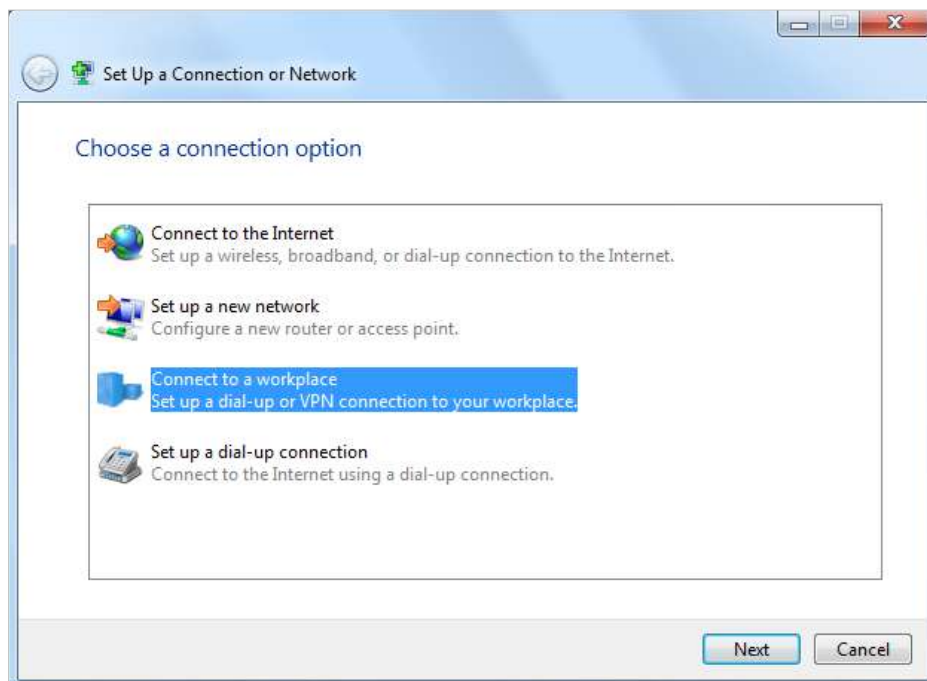 Set Up a Connection or Network
Choose a connection option
Connect to the Internet
Set up a wireless, broadband, or dial-up connection to the Internet.
Set up a new network
Configure a new router or access point.
Connect to a workplace
Set up a dial-up or VPN connection to your workplace.
Set up a dial-up connection
Connect to the Internet using a dial-up connection.
Next Cancel